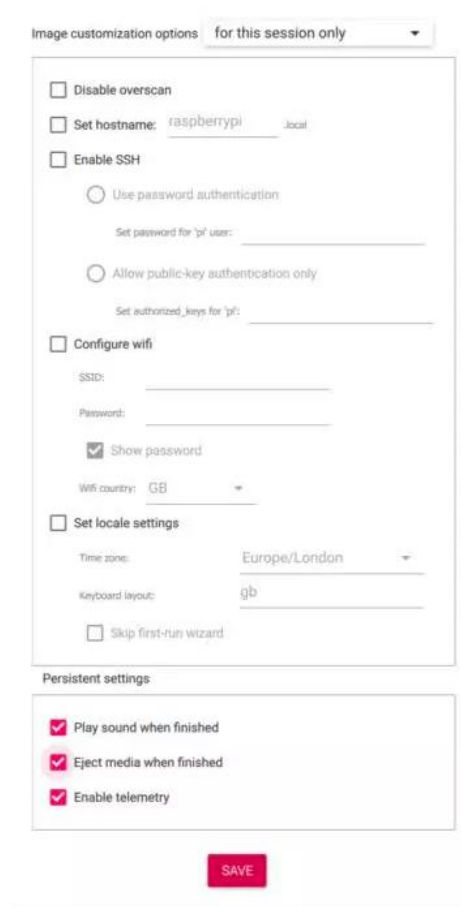 Image customization options for this session only
Disable overscan
Set hostname: raspberrypi .local
Enable SSH
Use password authentication
Set password for 'pi' user:
Allow public-key authentication only
Set authorized_keys for 'pi':
Configure wifi
SSID:
Password:
Show password
Wifi country: GB
Set locale settings
Time zone: Europe/London
Keyboard layout: gb
Skip first-run wizard
Persistent settings
Play sound when finished
Eject media when finished
Enable telemetry
SAVE